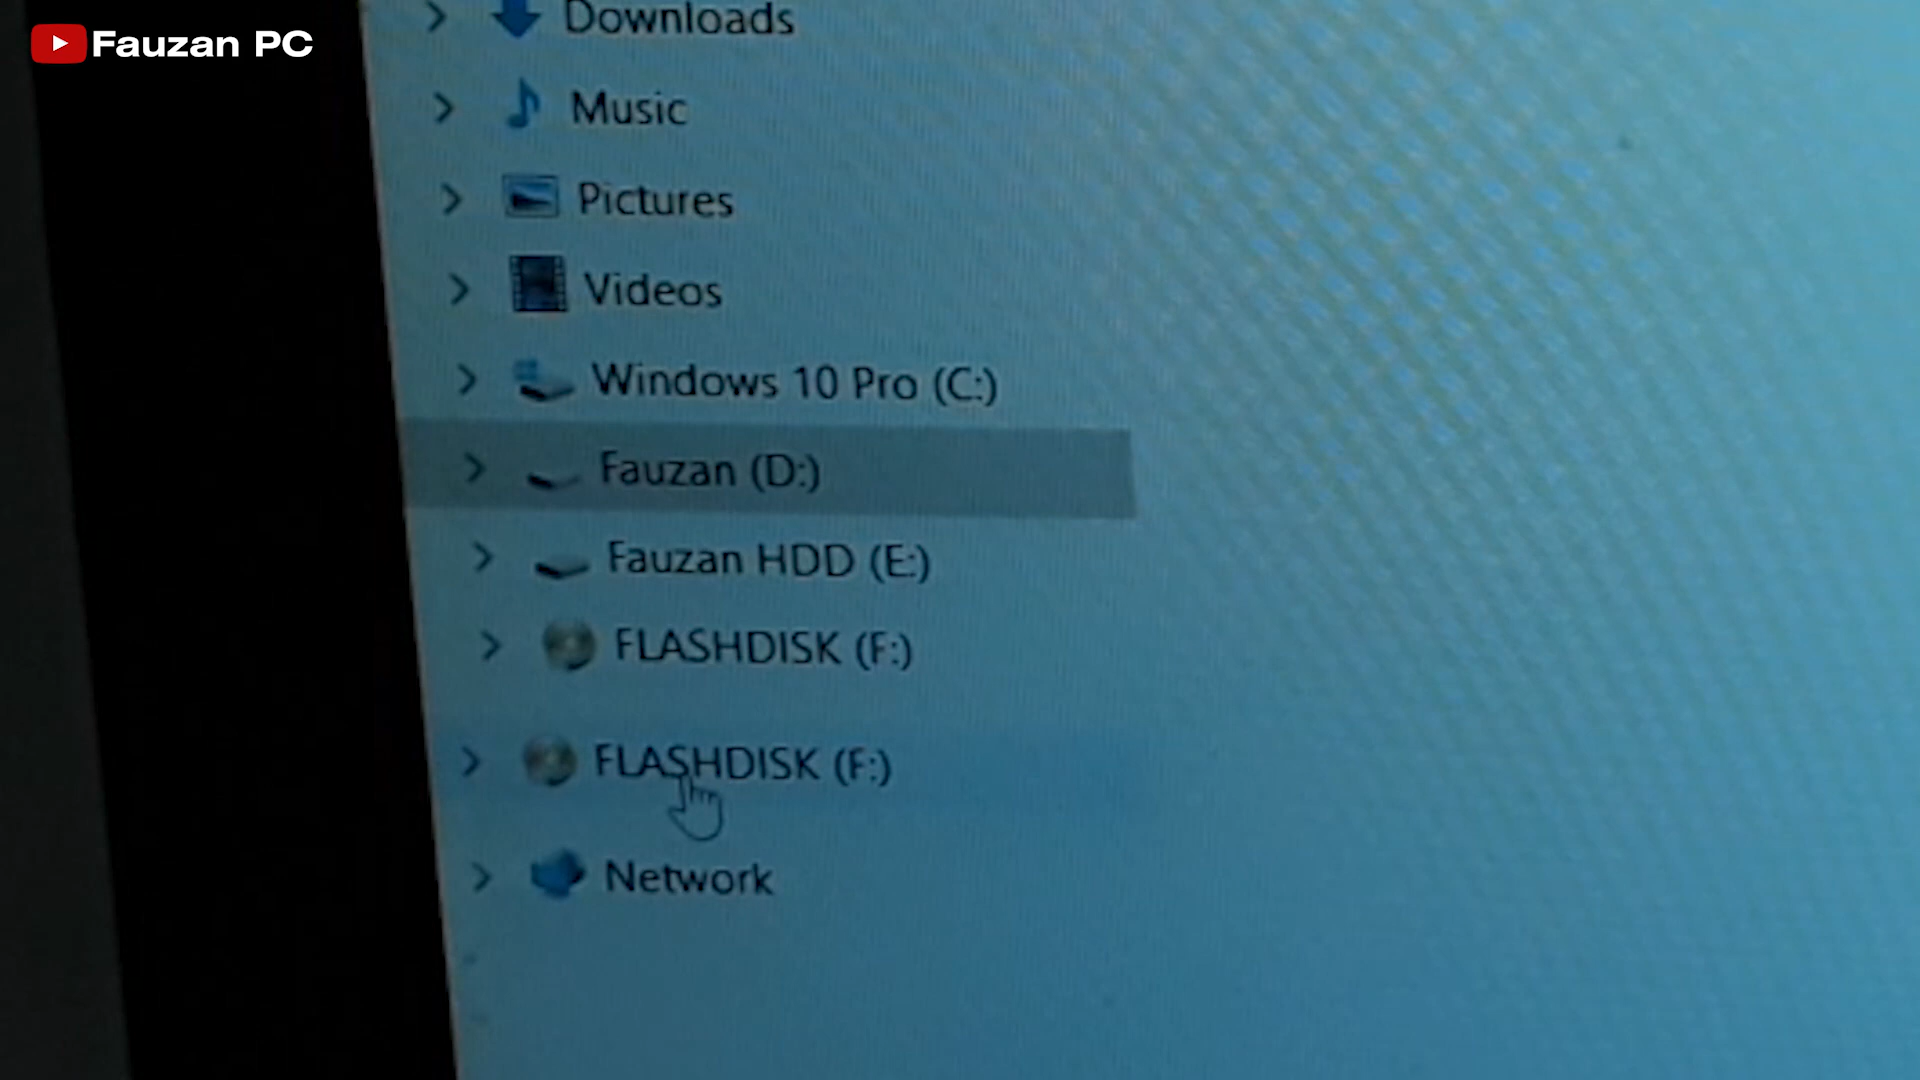 Fauzan PC
Downloads
Music
Pictures
Videos
Windows 10 Pro (C:)
Fauzan (D:)
Fauzan HDD (E:)
FLASHDISK (F:)
FLASHDISK (F:)
Network